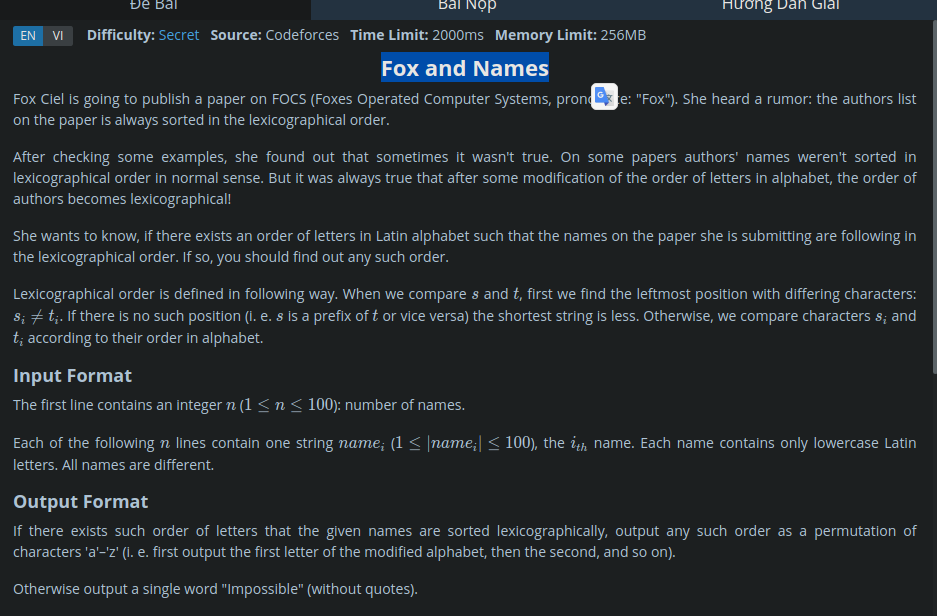 Đề Bài Bài Nộp Hướng Dẫn Giải
EN VI Difficulty: Secret Source: Codeforces Time Limit: 2000ms Memory Limit: 256MB
Fox and Names
Fox Ciel is going to publish a paper on FOCS (Foxes Operated Computer Systems, pron e: "Fox"). She heard a rumor: the authors list
on the paper is always sorted in the lexicographical order.
After checking some examples, she found out that sometimes it wasn't true. On some papers authors' names weren't sorted in
lexicographical order in normal sense. But it was always true that after some modification of the order of letters in alphabet, the order of
authors becomes lexicographical!
She wants to know, if there exists an order of letters in Latin alphabet such that the names on the paper she is submitting are following in
the lexicographical order. If so, you should find out any such order.
Lexicographical order is defined in following way. When we compare s and t, first we find the leftmost position with differing characters:
s_i ≠ t_i. If there is no such position (i. e. s is a prefix of t or vice versa) the shortest string is less. Otherwise, we compare characters s_i and
t_i according to their order in alphabet.
Input Format
The first line contains an integer n (1 ≤ n ≤ 100): number of names.
Each of the following n lines contain one string name_i (1 ≤ |name_i| ≤ 100), the i_th name. Each name contains only lowercase Latin
letters. All names are different.
Output Format
If there exists such order of letters that the given names are sorted lexicographically, output any such order as a permutation of
characters 'a'–'z' (i. e. first output the first letter of the modified alphabet, then the second, and so on).
Otherwise output a single word "Impossible" (without quotes).